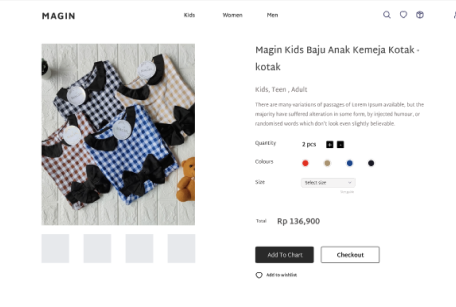 MAGIN
Kids Women Men
Magin Kids Baju Anak Kemeja Kotak -
kotak
Kids, Teen , Adult
There are many variations of passages of Lorem Ipsum available, but the
majority have suffered alteration in some form, by injected humour, or
randomised words which don't look even slightly believable.
Quantity 2 pcs + -
Colours
Size Select size
Total Rp 136,900
Add To Chart Checkout
Add to wishlist